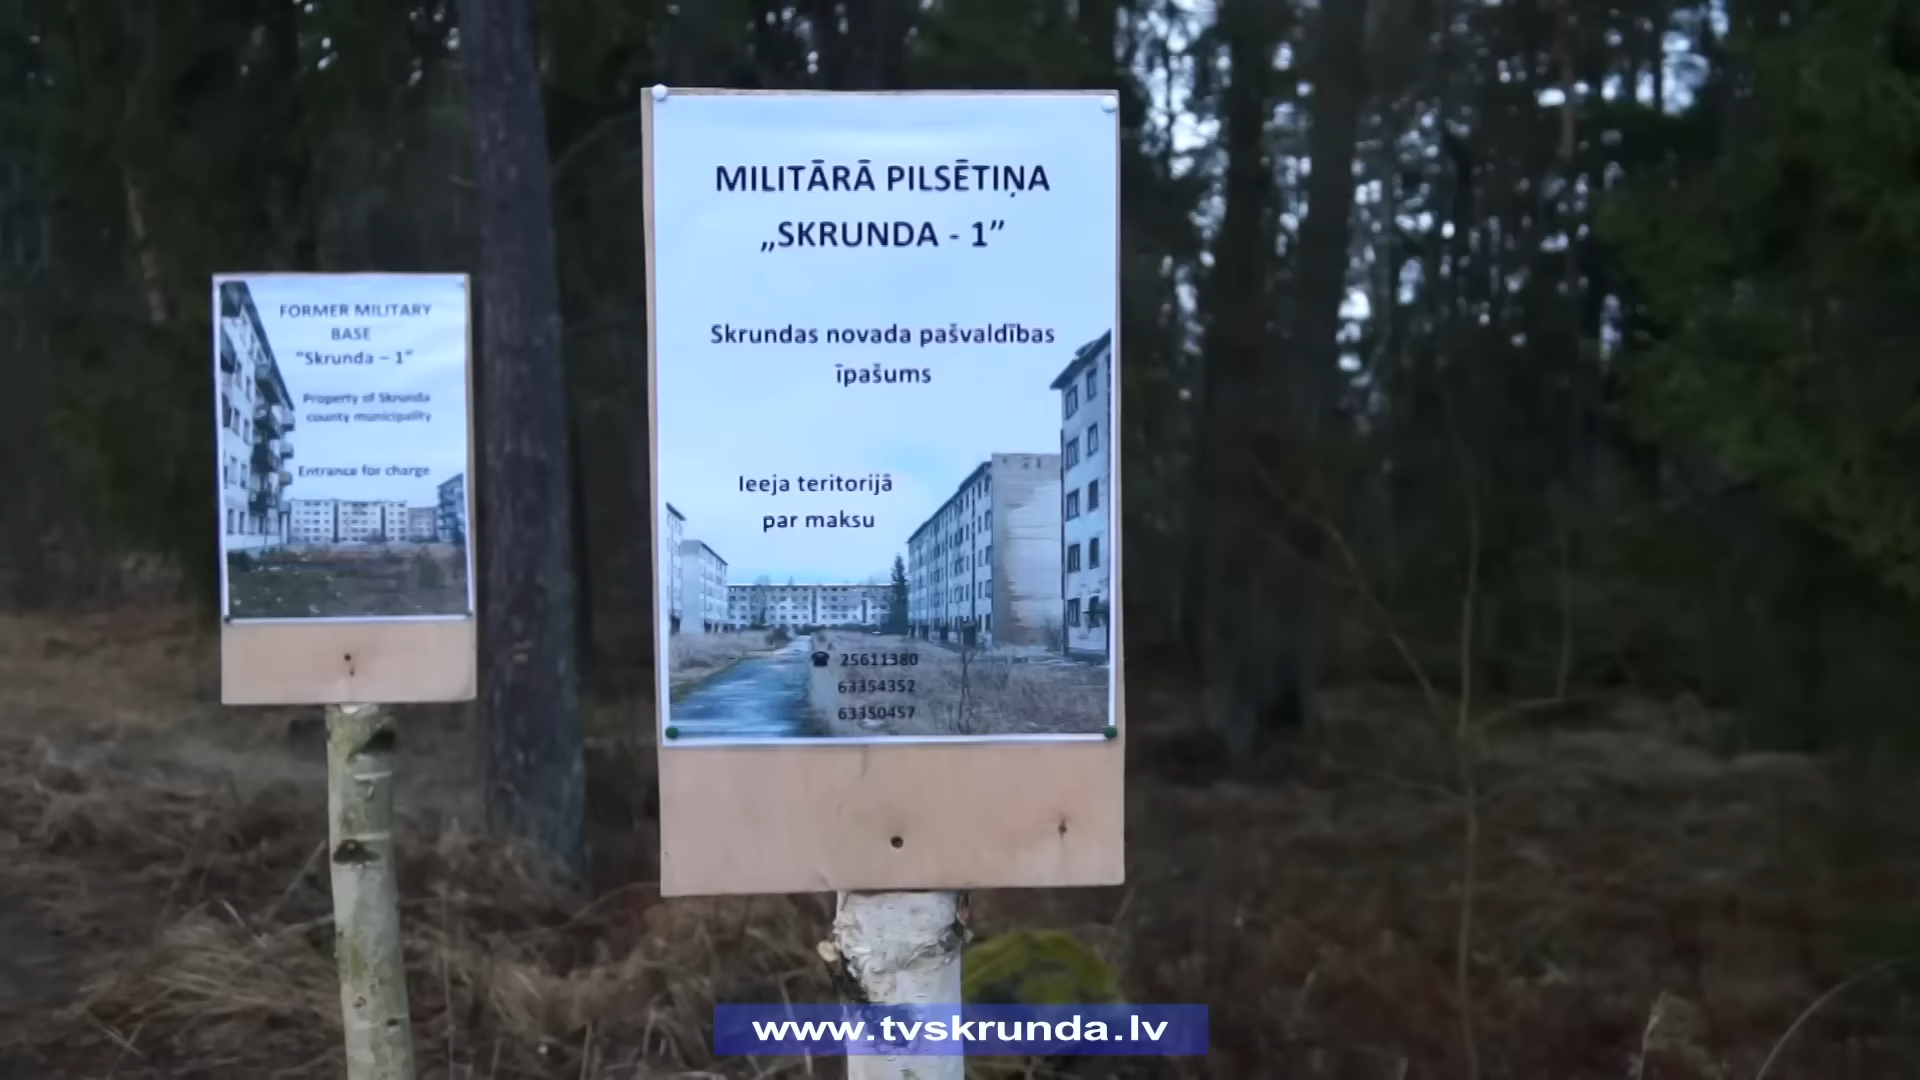 FORMER MILITARY
BASE
"Skrunda – 1"
Property of Skrunda
county municipality
Entrance for charge
MILITĀRĀ PILSĒTIŅA
„SKRUNDA - 1”
Skrundas novada pašvaldības
īpašums
Ieeja teritorijā
par maksu
☎ 25611380
63354352
63350457
www.tvskrunda.lv